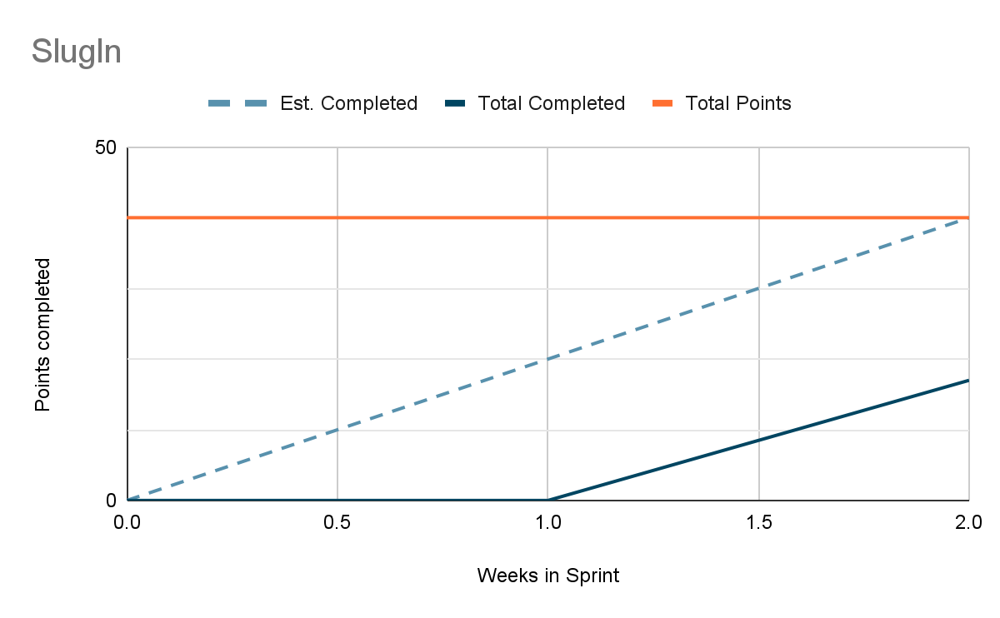 SlugIn
Est. Completed Total Completed Total Points
50
0
Points completed
0.0 0.5 1.0 1.5 2.0
Weeks in Sprint